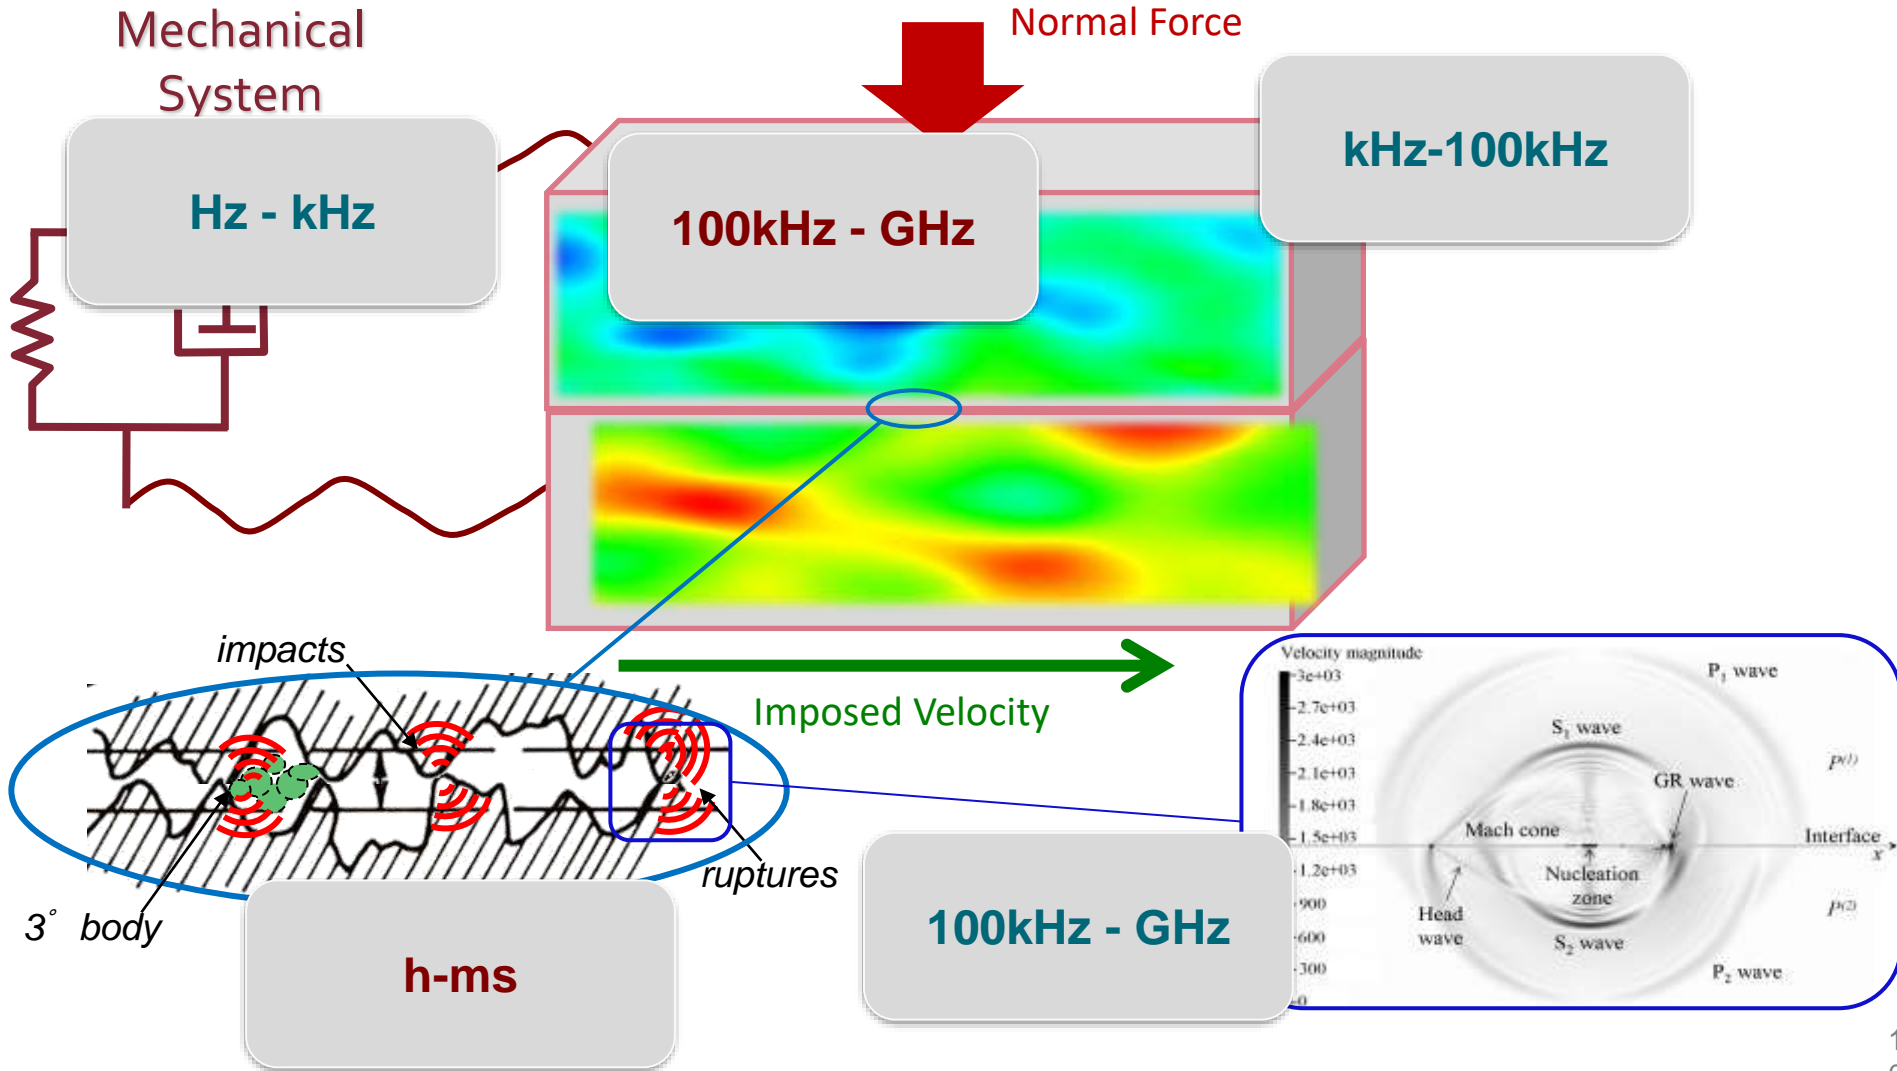 Mechanical
System
Normal Force
Hz - kHz
100kHz - GHz
kHz-100kHz
impacts
Imposed Velocity
ruptures
3° body
h-ms
100kHz - GHz
Velocity magnitude
3e+03
2.7e+03
2.4e+03
2.1e+03
1.8e+03
1.5e+03
1.2e+03
900
600
300
0
P1 wave
S1 wave
P(1)
GR wave
Mach cone
Interface
x
Nucleation
zone
Head
wave
P(2)
S2 wave
P2 wave
1